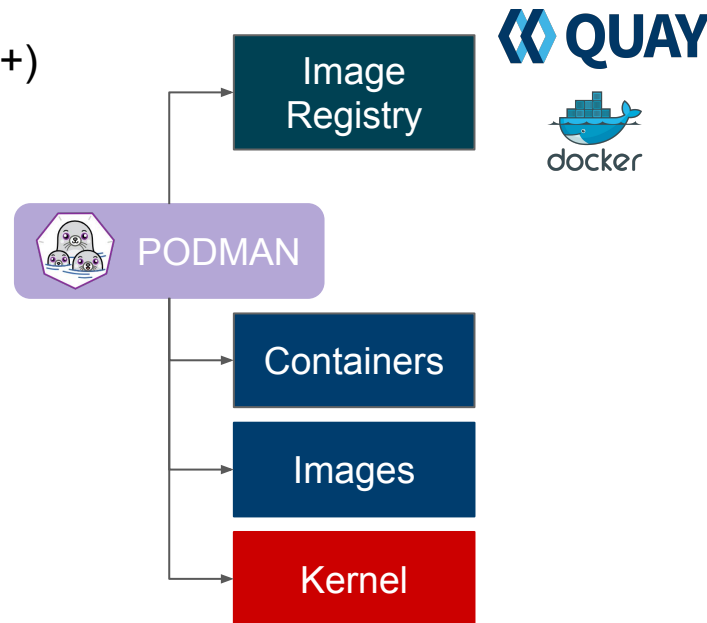 +)
Image
Registry
QUAY
docker
PODMAN
Containers
Images
Kernel